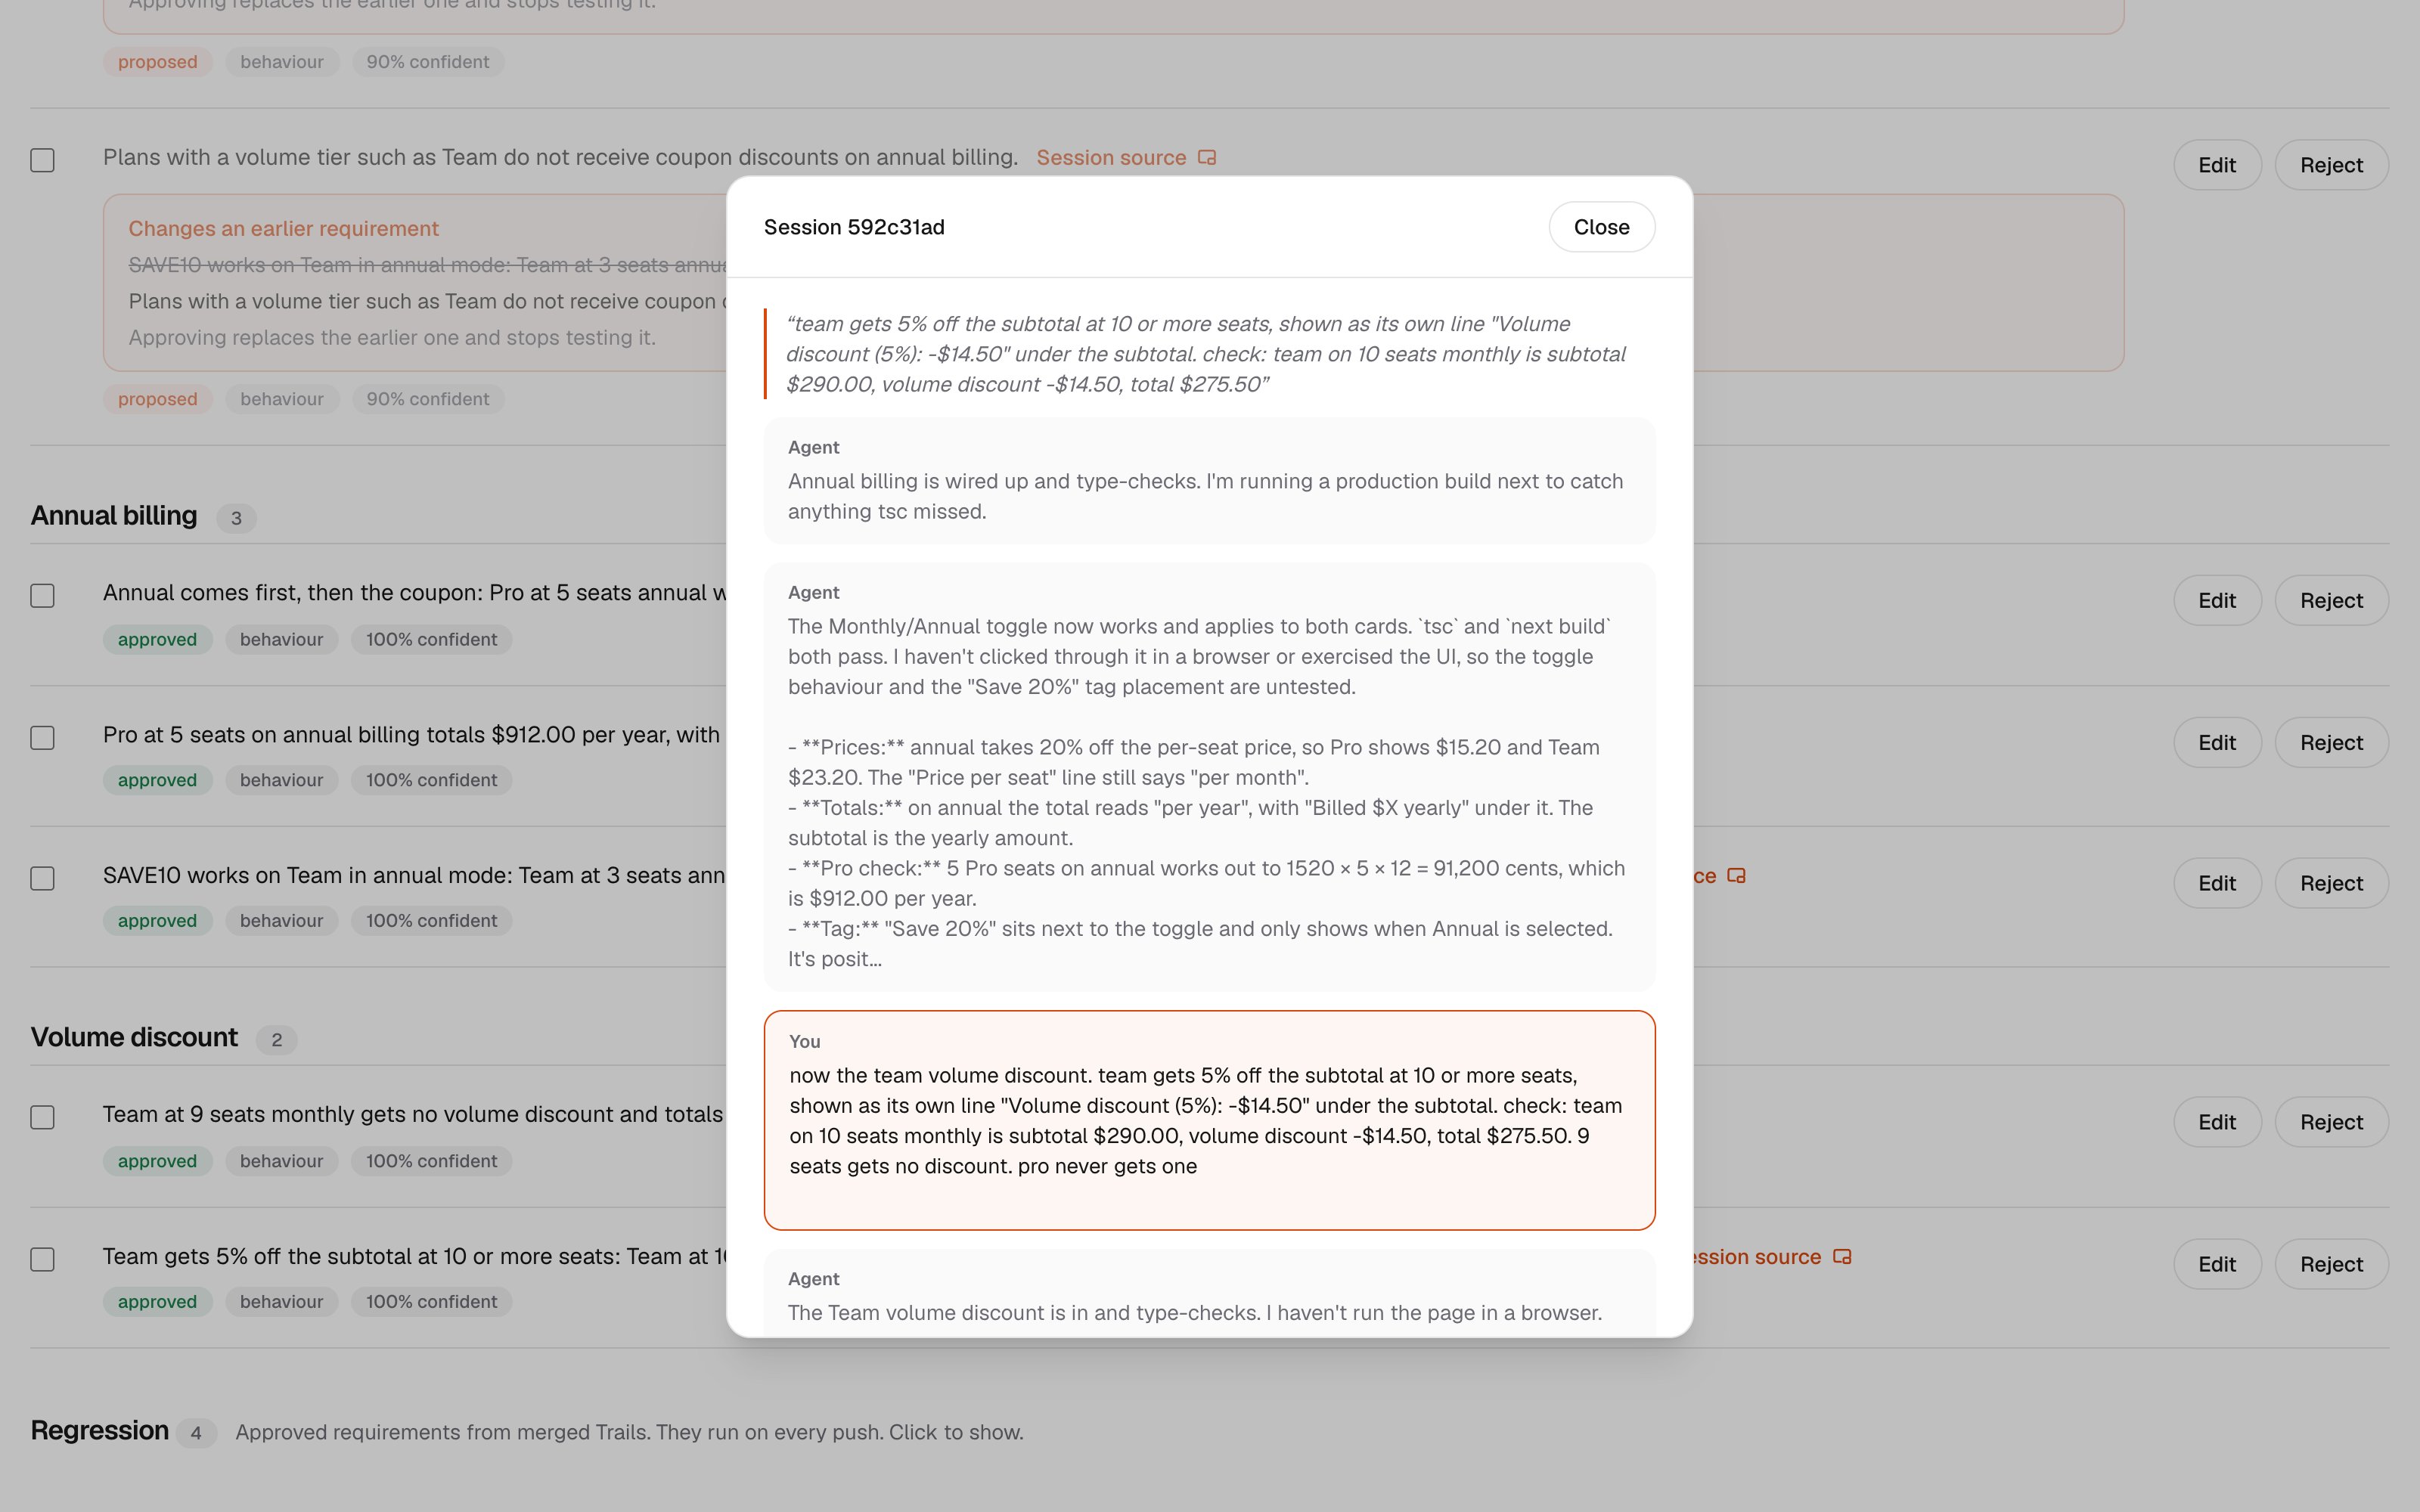 Approving replaces the earlier one and stops testing it.
proposed behaviour 90% confident
Plans with a volume tier such as Team do not receive coupon discounts on annual billing. Session source
Edit Reject
Changes an earlier requirement
SAVE10 works on Team in annual mode: Team at 3 seats
Plans with a volume tier such as Team do not receive coupon
Approving replaces the earlier one and stops testing it.
proposed behaviour 90% confident
Annual billing 3
Annual comes first, then the coupon: Pro at 5 seats annual
Edit Reject
approved behaviour 100% confident
Pro at 5 seats on annual billing totals $912.00 per year, with
Edit Reject
approved behaviour 100% confident
SAVE10 works on Team in annual mode: Team at 3 seats
Edit Reject
approved behaviour 100% confident
Volume discount 2
Team at 9 seats monthly gets no volume discount and totals
Edit Reject
approved behaviour 100% confident
Team gets 5% off the subtotal at 10 or more seats: Team at
source
Edit Reject
approved behaviour 100% confident
Regression 4 Approved requirements from merged Trails. They run on every push. Click to show.
Session 592c31ad
Close
“team gets 5% off the subtotal at 10 or more seats, shown as its own line "Volume
discount (5%): -$14.50" under the subtotal. check: team on 10 seats monthly is subtotal
$290.00, volume discount -$14.50, total $275.50”
Agent
Annual billing is wired up and type-checks. I'm running a production build next to catch
anything tsc missed.
Agent
The Monthly/Annual toggle now works and applies to both cards. `tsc` and `next build`
both pass. I haven't clicked through it in a browser or exercised the UI, so the toggle
behaviour and the "Save 20%" tag placement are untested.
- **Prices:** annual takes 20% off the per-seat price, so Pro shows $15.20 and Team
$23.20. The "Price per seat" line still says "per month".
- **Totals:** on annual the total reads "per year", with "Billed $X yearly" under it. The
subtotal is the yearly amount.
- **Pro check:** 5 Pro seats on annual works out to 1520 × 5 × 12 = 91,200 cents, which
is $912.00 per year.
- **Tag:** "Save 20%" sits next to the toggle and only shows when Annual is selected.
It's posit...
You
now the team volume discount. team gets 5% off the subtotal at 10 or more seats,
shown as its own line "Volume discount (5%): -$14.50" under the subtotal. check: team
on 10 seats monthly is subtotal $290.00, volume discount -$14.50, total $275.50. 9
seats gets no discount. pro never gets one
Agent
The Team volume discount is in and type-checks. I haven't run the page in a browser.